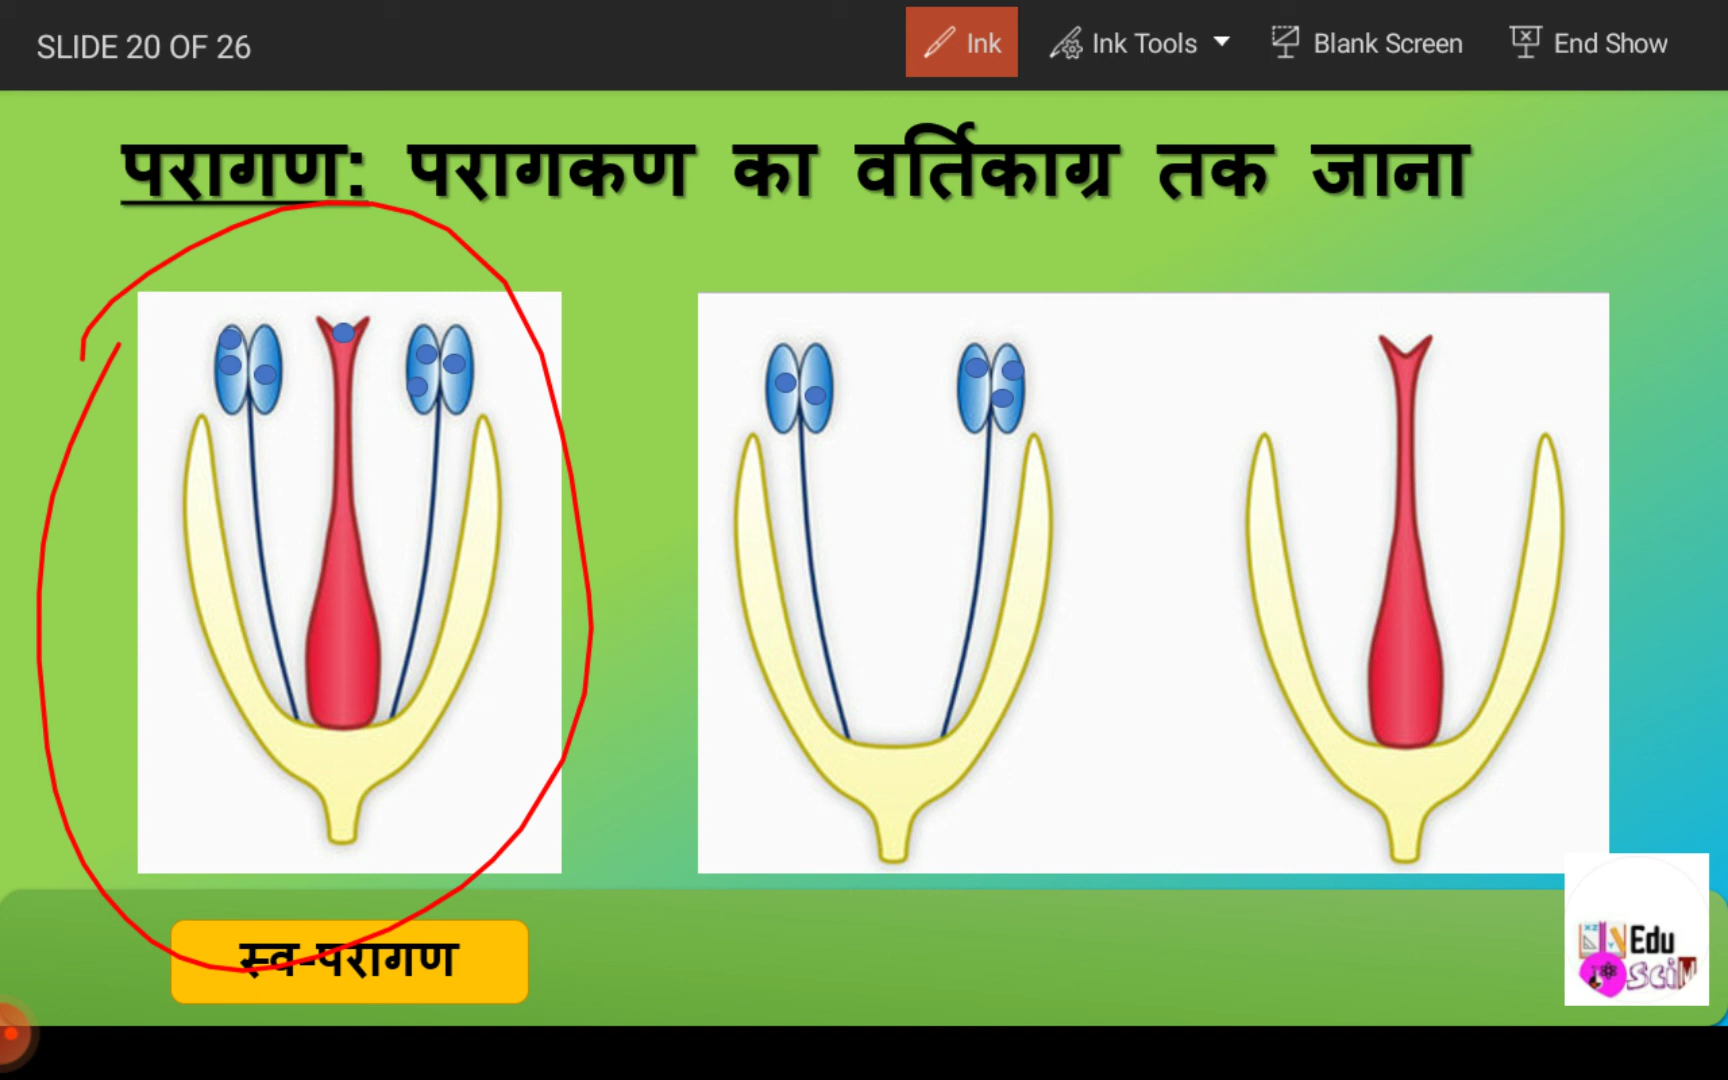 SLIDE 20 OF 26
Ink
Ink Tools
Blank Screen
End Show
परागण: परागकण का वर्तिकाग्र तक जाना
स्व-परागण
Edu
SciM